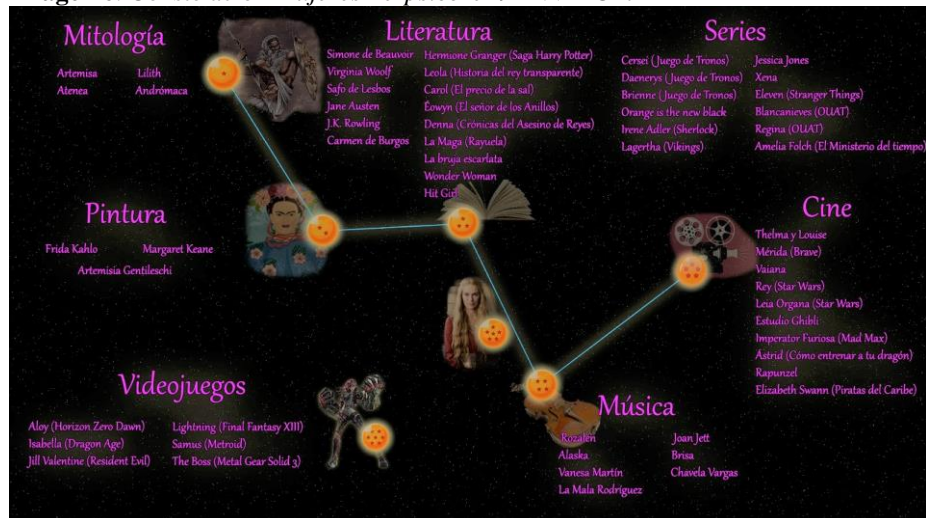 Mitología
Artemisa Lilith
Atenea Andrómaca
Literatura
Simone de Beauvoir
Virginia Woolf
Safo de Lesbos
Jane Austen
J.K. Rowling
Carmen de Burgos
Hermione Granger (Saga Harry Potter)
Leola (Historia del rey transparente)
Carol (El precio de la sal)
Éowyn (El señor de los Anillos)
Denna (Crónicas del Asesino de Reyes)
La Maga (Rayuela)
La bruja escarlata
Wonder Woman
Hit Girl
Series
Cersei (Juego de Tronos)
Daenerys (Juego de Tronos)
Brienne (Juego de Tronos)
Orange is the new black
Irene Adler (Sherlock)
Lagertha (Vikings)
Jessica Jones
Xena
Eleven (Stranger Things)
Blancanieves (OUAT)
Regina (OUAT)
Amelia Folch (El Ministerio del tiempo)
Pintura
Frida Kahlo Margaret Keane
Artemisia Gentileschi
Cine
Thelma y Louise
Mérida (Brave)
Vaiana
Rey (Star Wars)
Leia Organa (Star Wars)
Estudio Ghibli
Imperator Furiosa (Mad Max)
Astrid (Cómo entrenar a tu dragón)
Rapunzel
Elizabeth Swann (Piratas del Caribe)
Videojuegos
Aloy (Horizon Zero Dawn)
Isabella (Dragon Age)
Jill Valentine (Resident Evil)
Lightning (Final Fantasy XIII)
Samus (Metroid)
The Boss (Metal Gear Solid 3)
Música
Rozalén
Alaska
Vanesa Martín
La Mala Rodríguez
Joan Jett
Brisa
Chavela Vargas